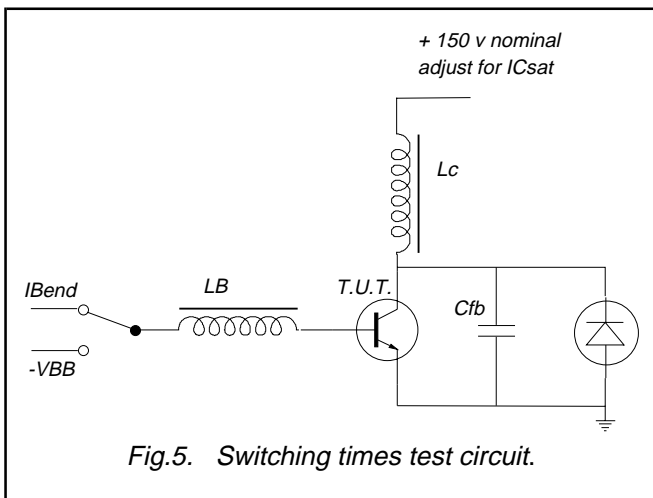 + 150 v nominal
adjust for ICsat
Lc
IBend
LB
T.U.T.
Cfb
-VBB
Fig.5. Switching times test circuit.